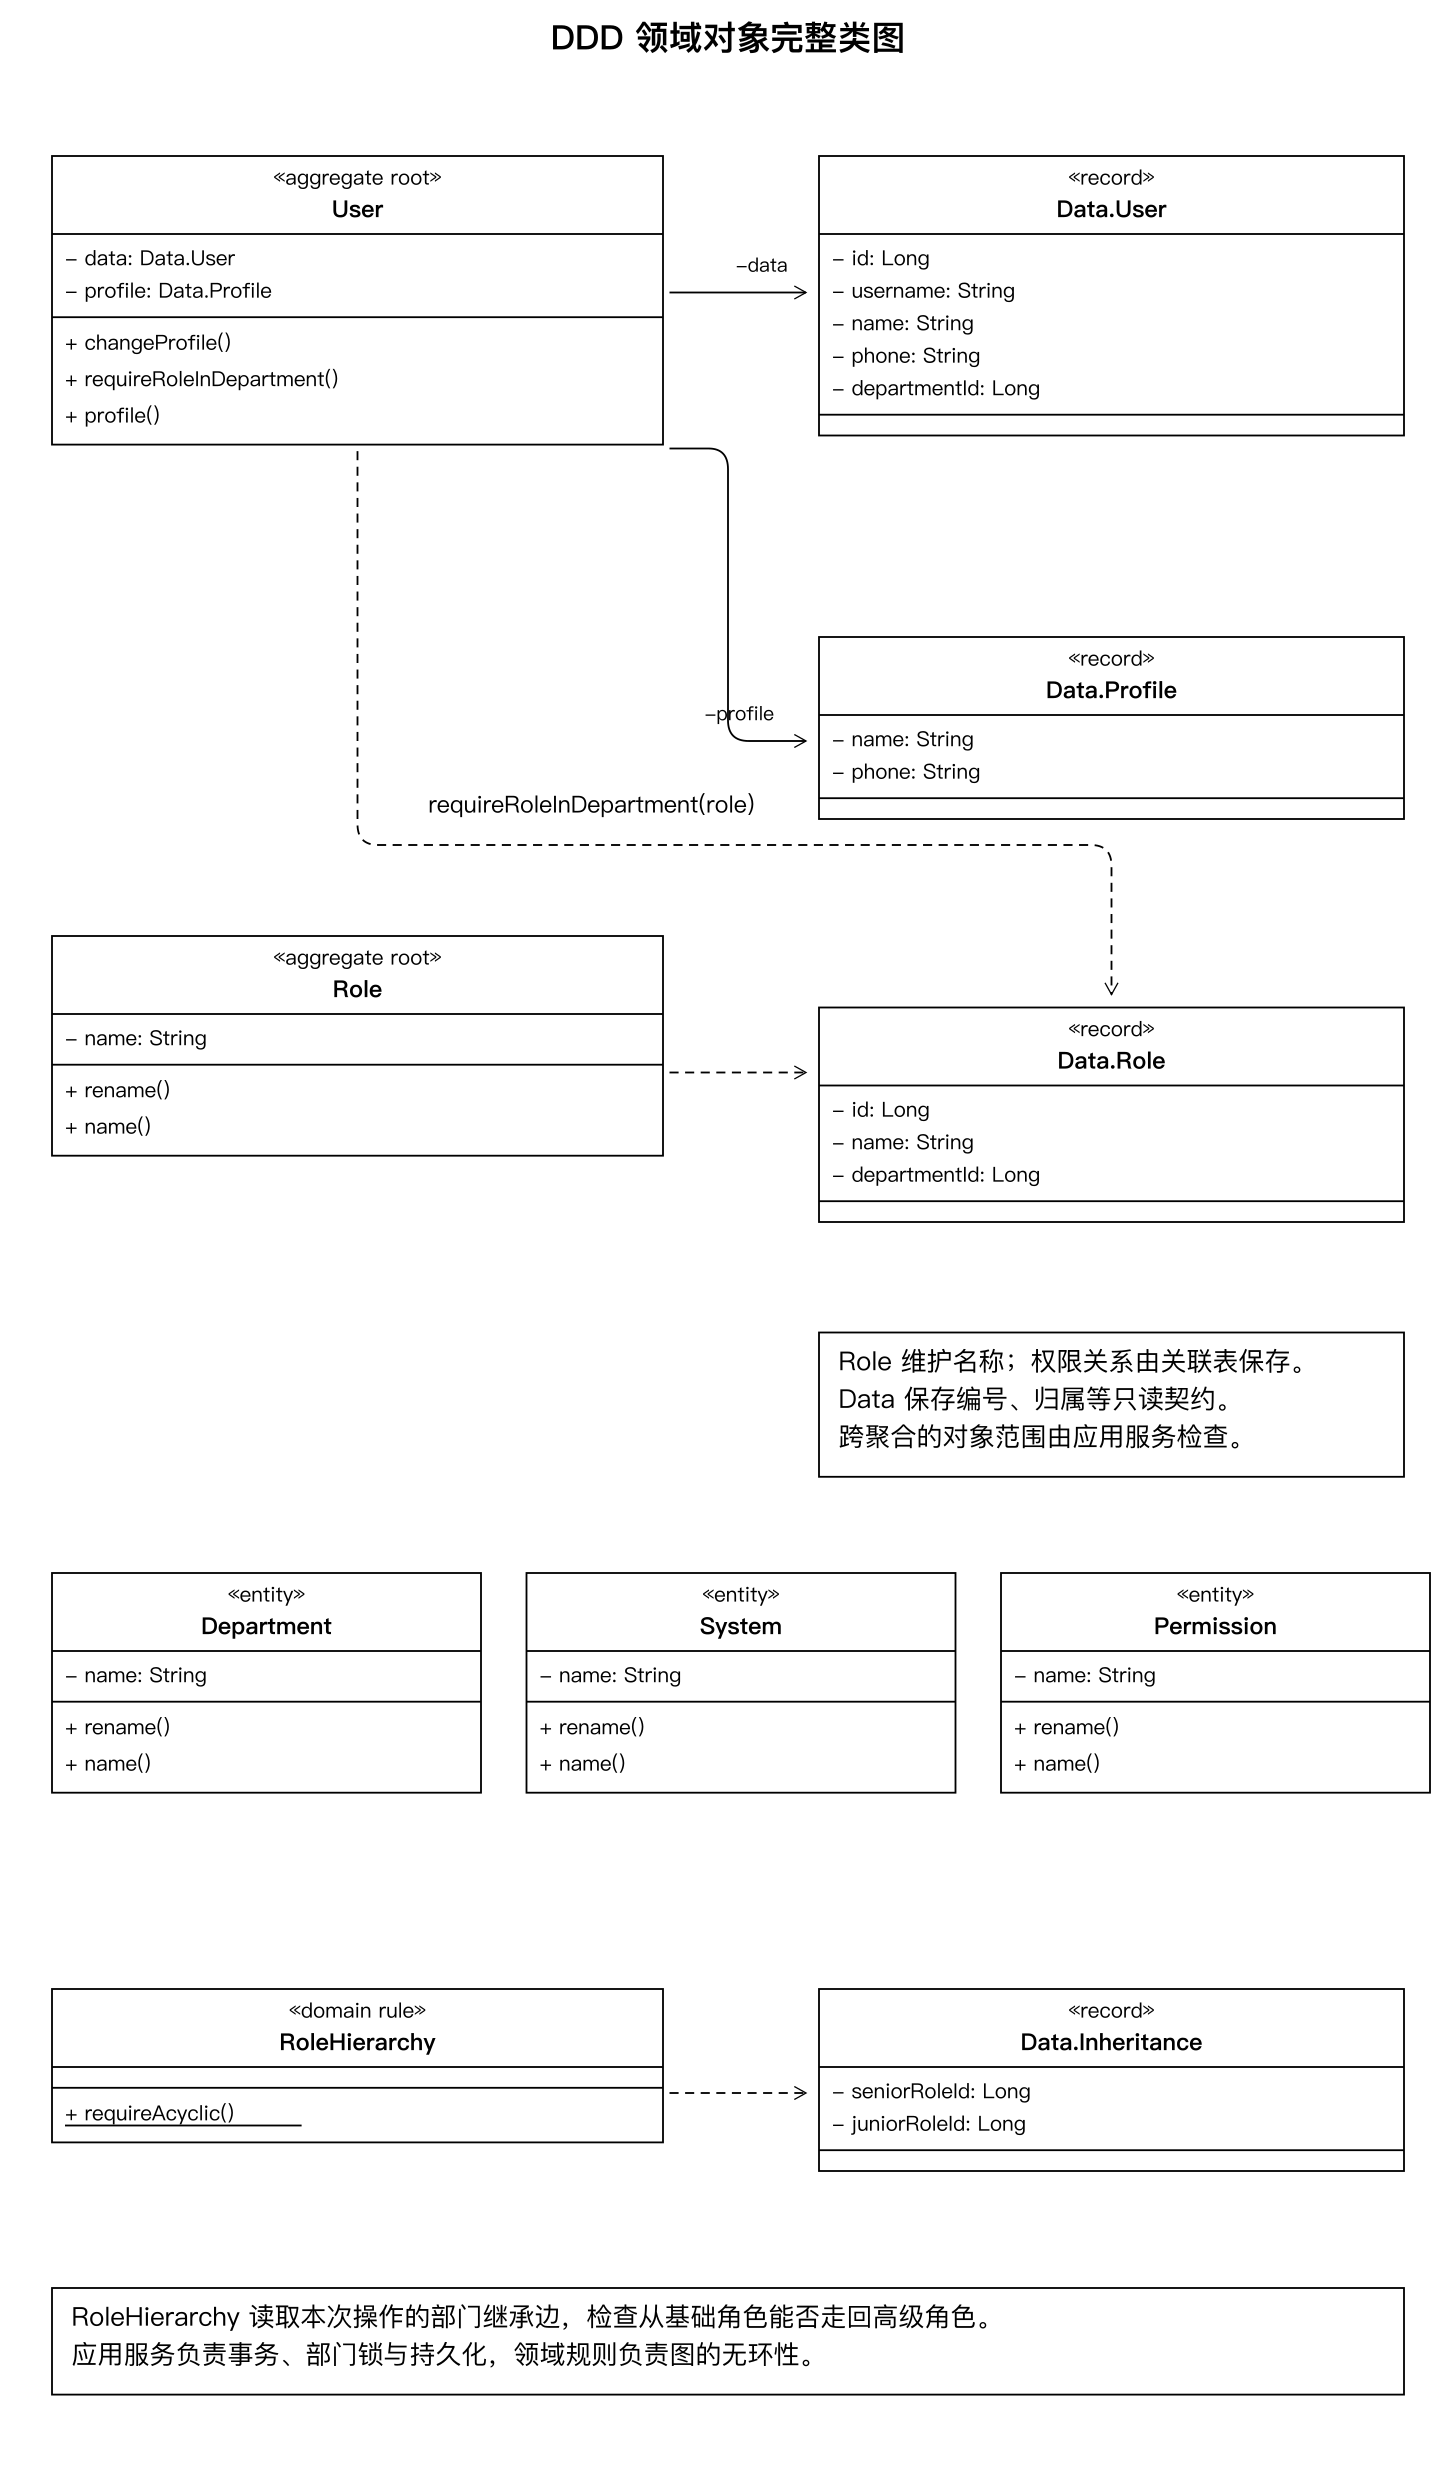 DDD 领域对象完整类图
«aggregate root»
User
– data: Data.User
– profile: Data.Profile
+ changeProfile()
+ requireRoleInDepartment()
+ profile()
–data
«record»
Data.User
– id: Long
– username: String
– name: String
– phone: String
– departmentId: Long
–profile
«record»
Data.Profile
– name: String
– phone: String
requireRoleInDepartment(role)
«aggregate root»
Role
– name: String
+ rename()
+ name()
«record»
Data.Role
– id: Long
– name: String
– departmentId: Long
Role 维护名称；权限关系由关联表保存。
Data 保存编号、归属等只读契约。
跨聚合的对象范围由应用服务检查。
«entity»
Department
– name: String
+ rename()
+ name()
«entity»
System
– name: String
+ rename()
+ name()
«entity»
Permission
– name: String
+ rename()
+ name()
«domain rule»
RoleHierarchy
+ requireAcyclic()
«record»
Data.Inheritance
– seniorRoleId: Long
– juniorRoleId: Long
RoleHierarchy 读取本次操作的部门继承边，检查从基础角色能否走回高级角色。
应用服务负责事务、部门锁与持久化，领域规则负责图的无环性。